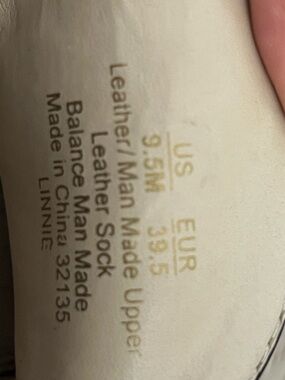 US EUR
9.5M 39.5
Leather/Man Made Upper
Leather Sock
Balance Man Made
Made in China 32135
LINNIE